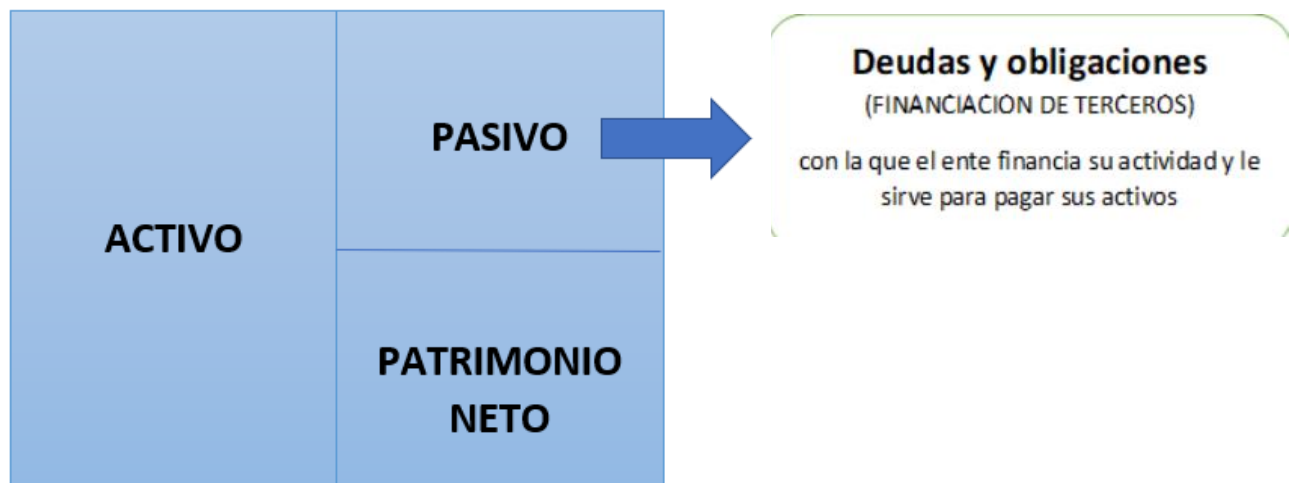 ACTIVO
PASIVO
PATRIMONIO
NETO
Deudas y obligaciones
(FINANCIACION DE TERCEROS)
con la que el ente financia su actividad y le
sirve para pagar sus activos